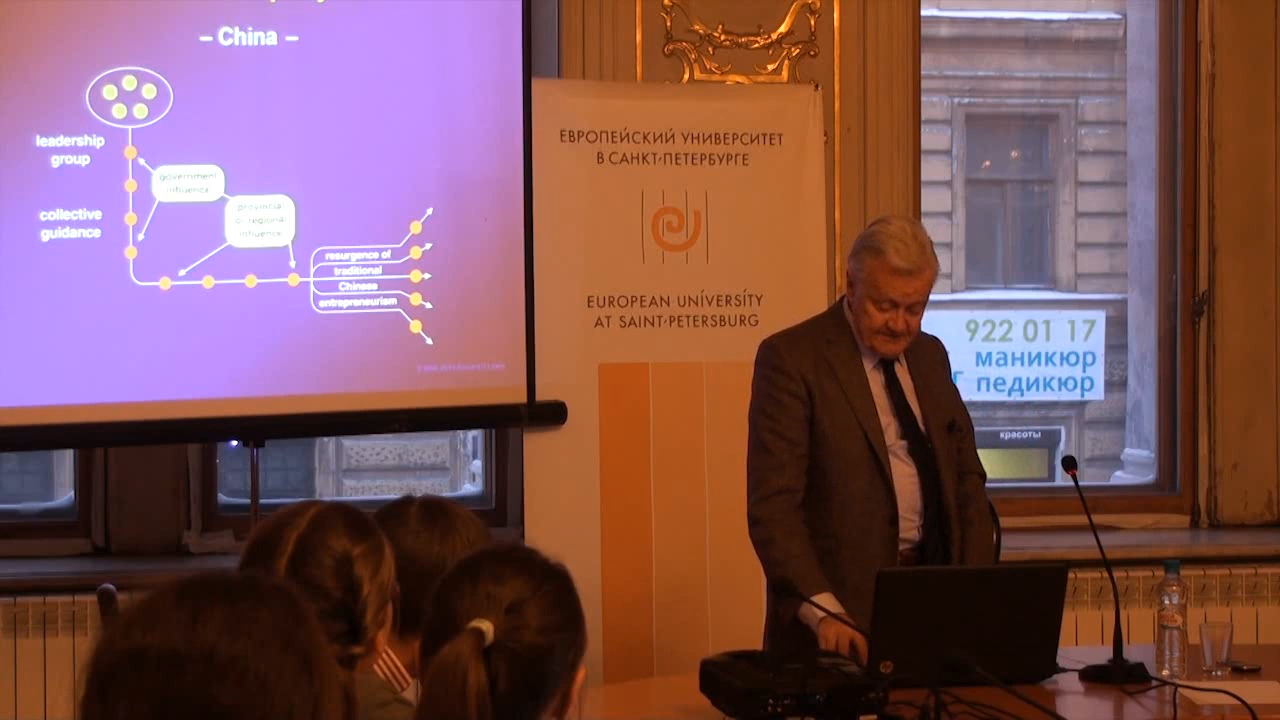 – China –
leadership
group
government
influence
collective
guidance
provincial
or regional
influence
resurgence of
traditional
Chinese
entrepreneurism
ЕВРОПЕЙСКИЙ УНИВЕРСИТЕТ
В САНКТ-ПЕТЕРБУРГЕ
EUROPEAN UNIVERSITY
AT SAINT-PETERSBURG
922 01 17
маникюр
педикюр
красоты
hp